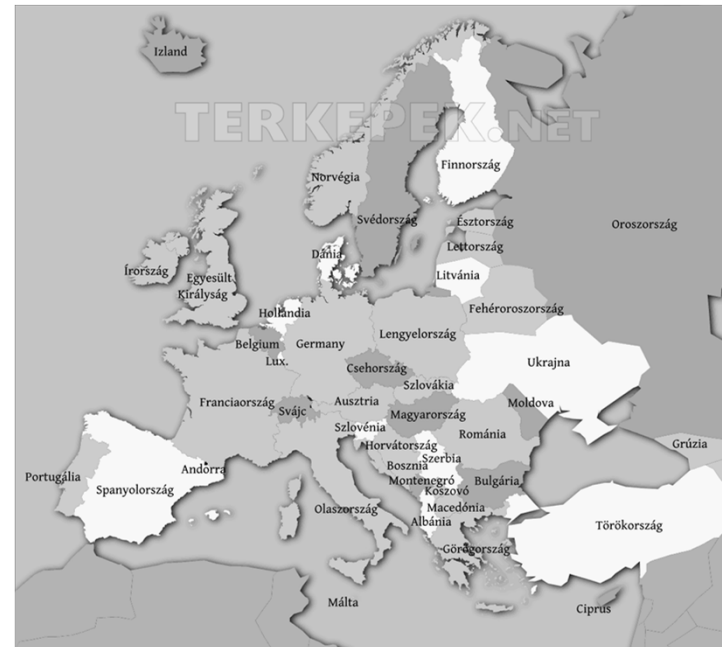 Izland
TERKEPEK.NET
Finnország
Norvégia
Svédország
Észtország
Oroszország
Lettország
Dánia
Írország
Litvánia
Egyesült
Királyság
Fehéroroszország
Hollandia
Lengyelország
Belgium
Germany
Lux.
Ukrajna
Csehország
Szlovákia
Franciaország
Ausztria
Moldova
Svájc
Magyarország
Szlovénia
Románia
Horvátország
Grúzia
Szerbia
Bosznia
Andorra
Portugália
Montenegró
Bulgária
Spanyolország
Koszovó
Olaszország
Macedónia
Albánia
Törökország
Görögország
Málta
Ciprus